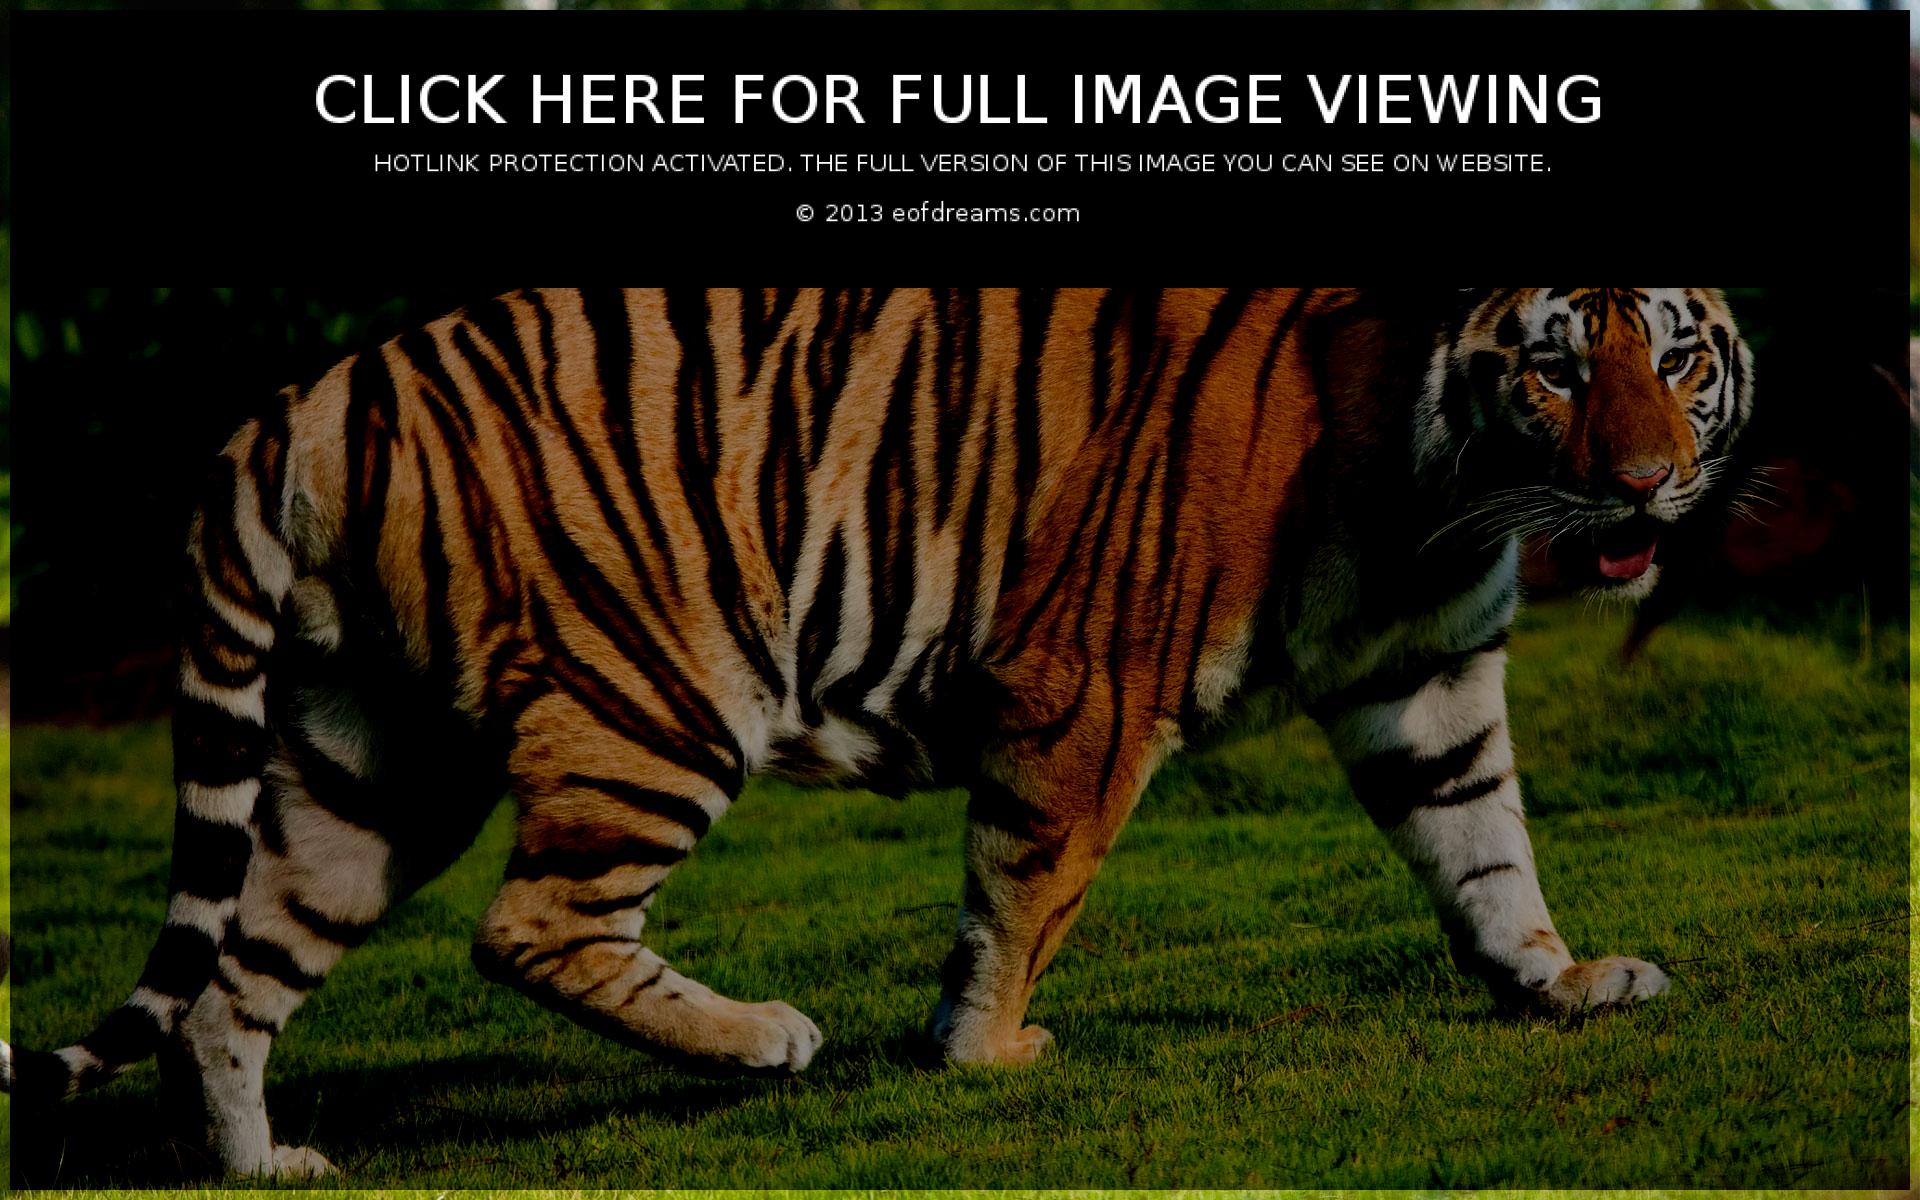 CLICK HERE FOR FULL IMAGE VIEWING
HOTLINK PROTECTION ACTIVATED. THE FULL VERSION OF THIS IMAGE YOU CAN SEE ON WEBSITE.
© 2013 eofdreams.com